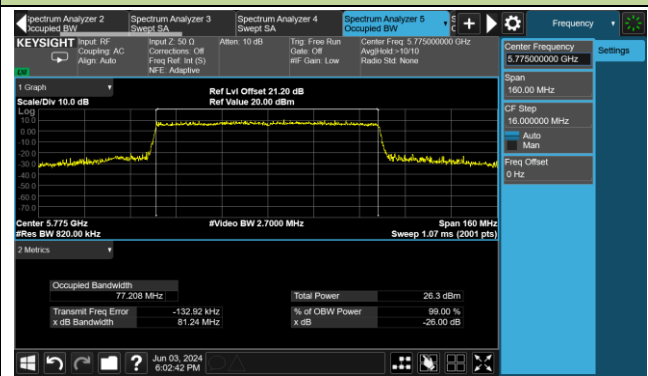 Spectrum Analyzer 2
Occupied BW
Spectrum Analyzer 3
Swept SA
Spectrum Analyzer 4
Swept SA
Spectrum Analyzer 5
Occupied BW
Frequency
KEYSIGHT
Input: RF
Coupling: AC
Align: Auto
Input Z: 50 Ω
Corrections: Off
Freq Ref: Int (S)
NFE: Adaptive
Atten: 10 dB
Trig: Free Run
Gate: Off
#IF Gain: Low
Center Freq: 5.775000000 GHz
Avg|Hold:>10/10
Radio Std: None
Center Frequency
5.775000000 GHz
Settings
Span
160.00 MHz
CF Step
16.000000 MHz
Auto
Man
Freq Offset
0 Hz
1 Graph
Scale/Div 10.0 dB
Ref Lvl Offset 21.20 dB
Ref Value 20.00 dBm
Log
10.0
0.00
-10.0
-20.0
-30.0
-40.0
-50.0
-60.0
-70.0
Center 5.775 GHz
#Res BW 820.00 kHz
#Video BW 2.7000 MHz
Span 160 MHz
Sweep 1.07 ms (2001 pts)
2 Metrics
Occupied Bandwidth
77.208 MHz
Total Power 26.3 dBm
Transmit Freq Error -132.92 kHz
% of OBW Power 99.00 %
x dB Bandwidth 81.24 MHz
x dB -26.00 dB
Jun 03, 2024
6:02:42 PM